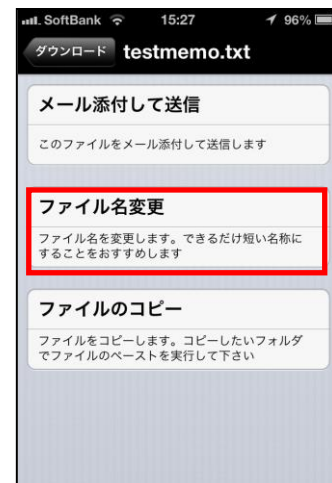 SoftBank 15:27 96%
ダウンロード testmemo.txt
メール添付して送信
このファイルをメール添付して送信します
ファイル名変更
ファイル名を変更します。できるだけ短い名称に
することをおすすめします
ファイルのコピー
ファイルをコピーします。コピーしたいフォルダ
でファイルのペーストを実行して下さい